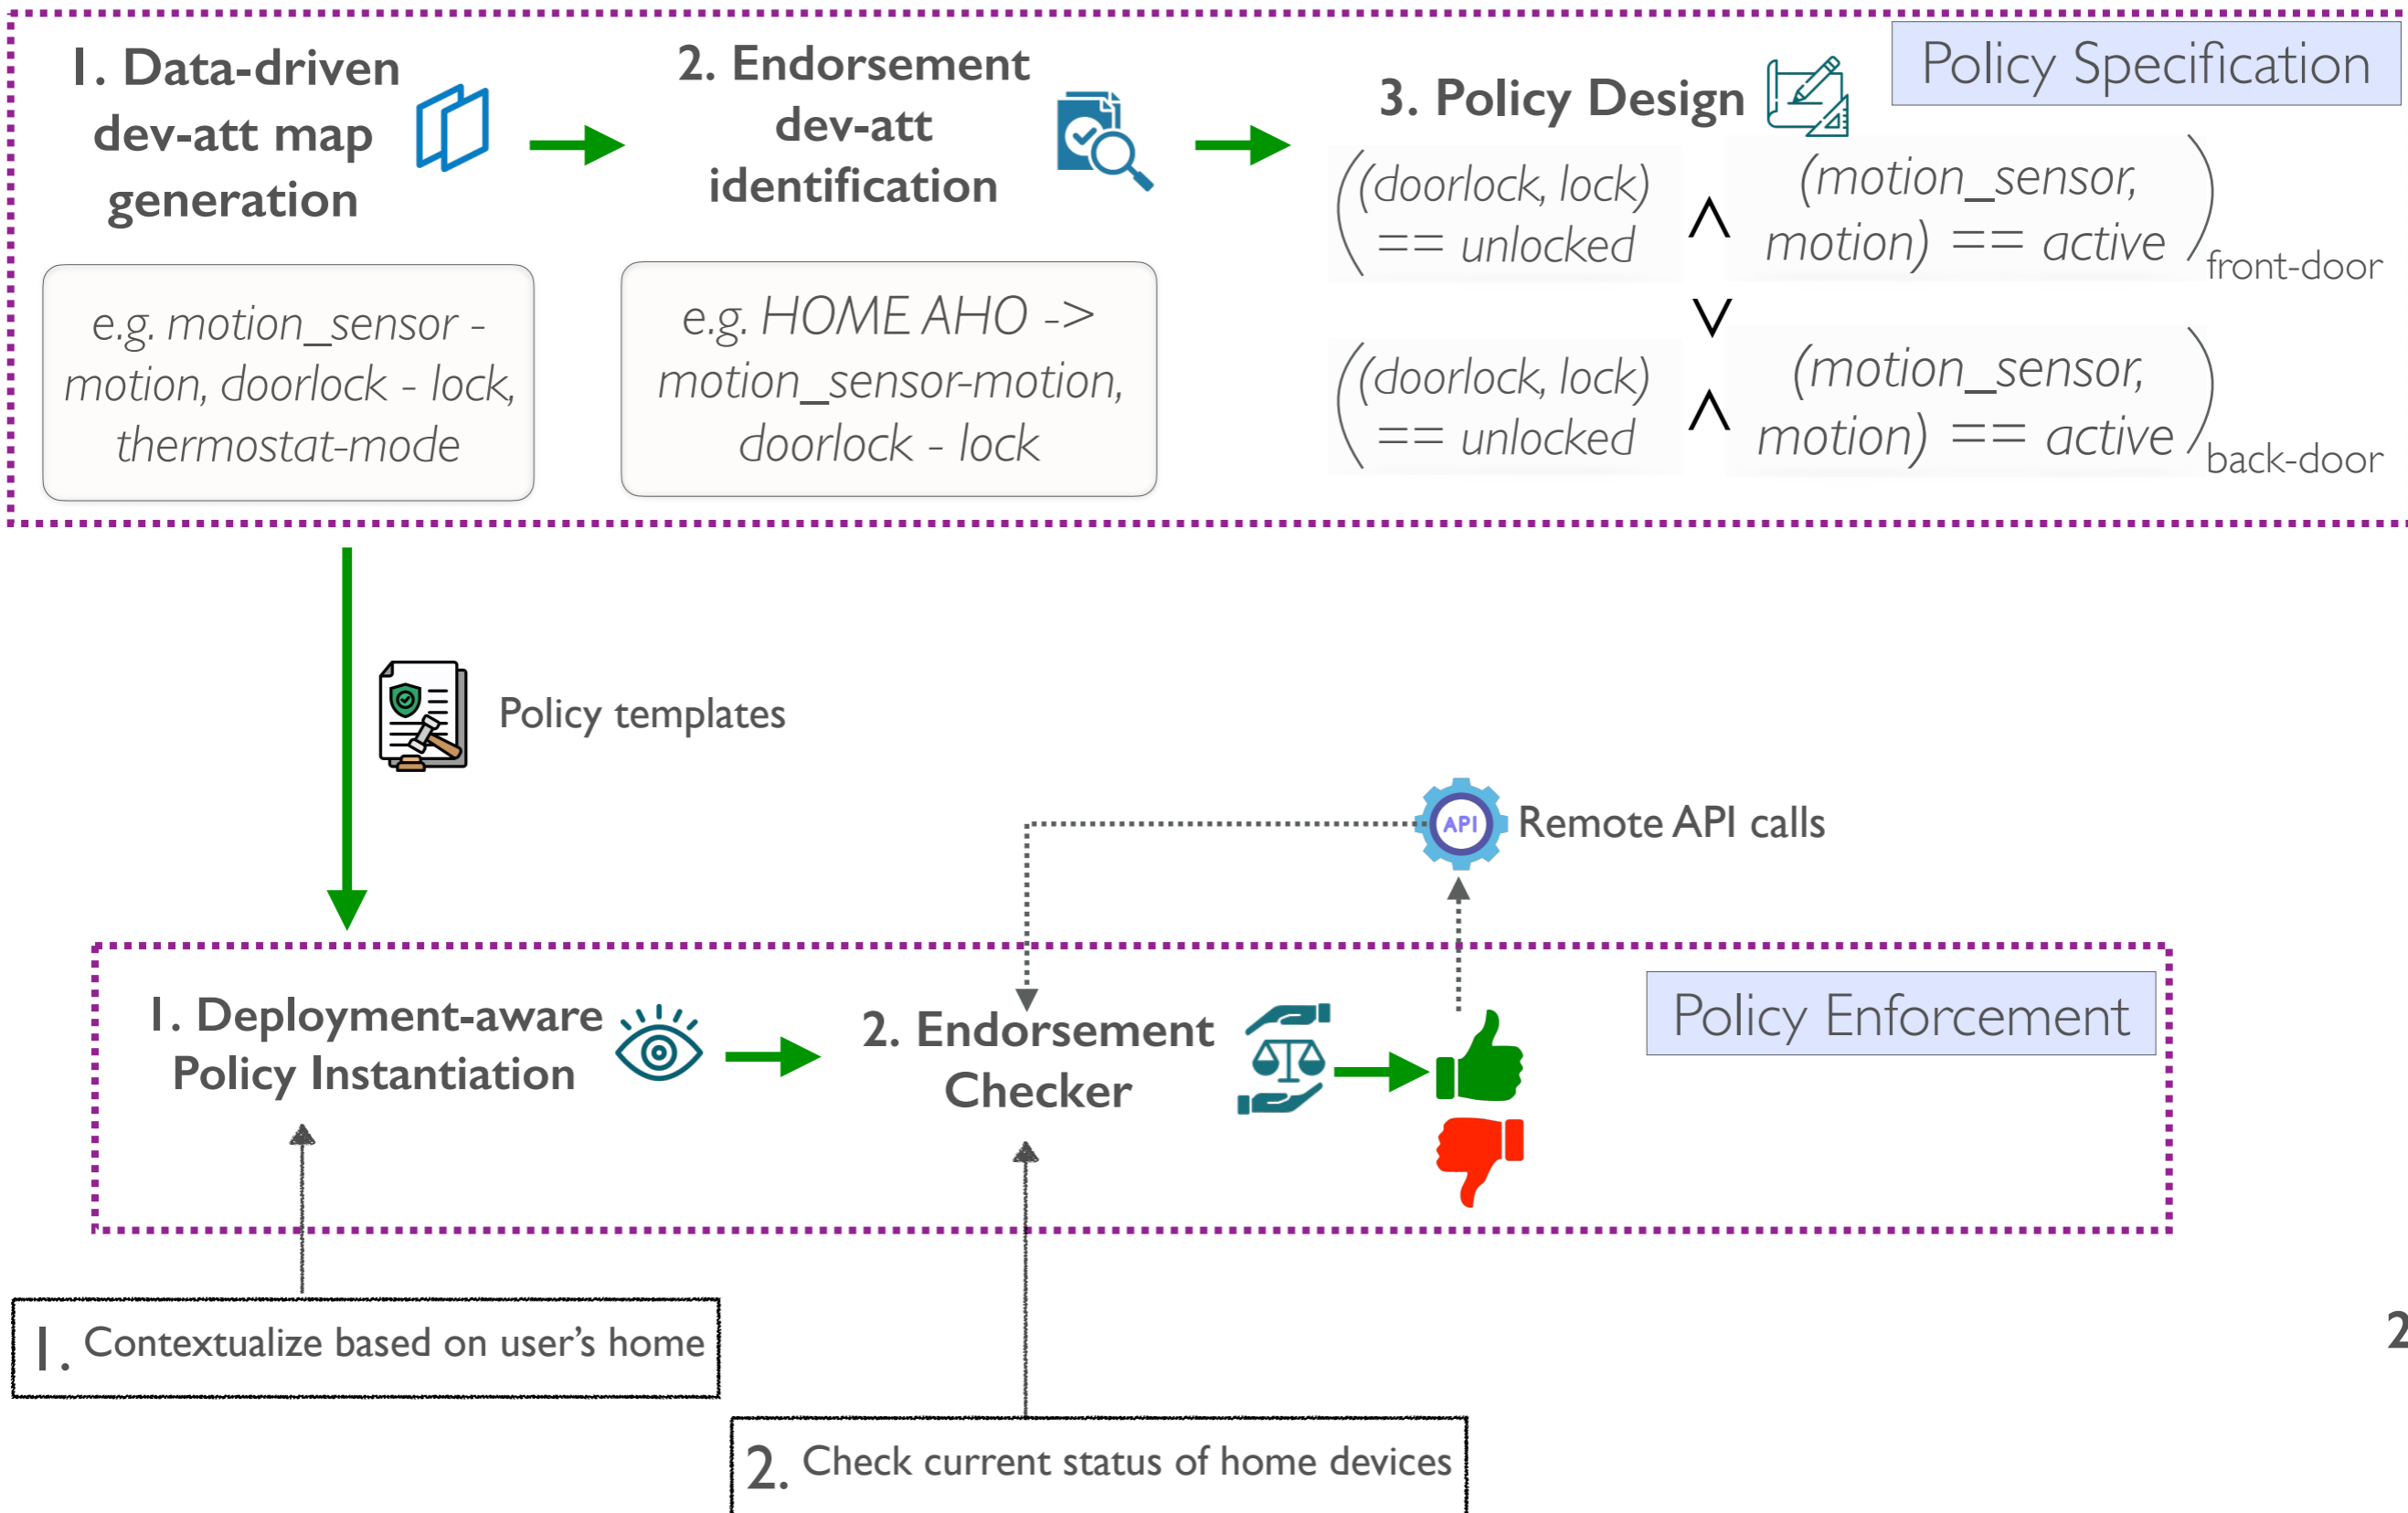 Policy Specification
1. Data-driven
dev-att map
generation
2. Endorsement
dev-att
identification
3. Policy Design
e.g. motion_sensor -
motion, doorlock - lock,
thermostat-mode
e.g. HOME AHO ->
motion_sensor-motion,
doorlock - lock
((doorlock, lock)
== unlocked
∧
(motion_sensor,
motion) == active)
front-door
∨
((doorlock, lock)
== unlocked
∧
(motion_sensor,
motion) == active)
back-door
Policy templates
API
Remote API calls
Policy Enforcement
1. Deployment-aware
Policy Instantiation
2. Endorsement
Checker
1. Contextualize based on user's home
2
2. Check current status of home devices